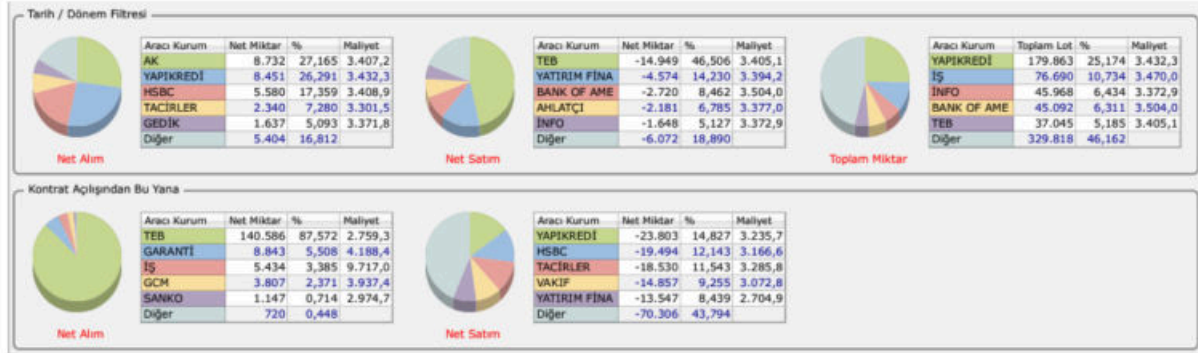 Tarih / Dönem Filtresi
Aracı Kurum Net Miktar % Maliyet
AK 8.732 27,165 3.407,2
YAPIKREDİ 8.451 26,291 3.432,3
HSBC 5.580 17,359 3.408,9
TACİRLER 2.340 7,280 3.301,5
GEDİK 1.637 5,093 3.371,8
Diğer 5.404 16,812
Net Alım
Aracı Kurum Net Miktar % Maliyet
TEB -14.949 46,506 3.405,1
YATIRIM FİNA -4.574 14,230 3.394,2
BANK OF AME -2.720 8,462 3.504,0
AHLATÇI -2.181 6,785 3.377,0
İNFO -1.648 5,127 3.372,9
Diğer -6.072 18,890
Net Satım
Aracı Kurum Toplam Lot % Maliyet
YAPIKREDİ 179.863 25,174 3.432,3
İŞ 76.690 10,734 3.470,0
İNFO 45.968 6,434 3.372,9
BANK OF AME 45.092 6,311 3.504,0
TEB 37.045 5,185 3.405,1
Diğer 329.818 46,162
Toplam Miktar
Kontrat Açılışından Bu Yana
Aracı Kurum Net Miktar % Maliyet
TEB 140.586 87,572 2.759,3
GARANTİ 8.843 5,508 4.188,4
İŞ 5.434 3,385 9.717,0
GCM 3.807 2,371 3.937,4
SANKO 1.147 0,714 2.974,7
Diğer 720 0,448
Net Alım
Aracı Kurum Net Miktar % Maliyet
YAPIKREDİ -23.803 14,827 3.235,7
HSBC -19.494 12,143 3.166,6
TACİRLER -18.530 11,543 3.285,8
VAKIF -14.857 9,255 3.072,8
YATIRIM FİNA -13.547 8,439 2.704,9
Diğer -70.306 43,794
Net Satım